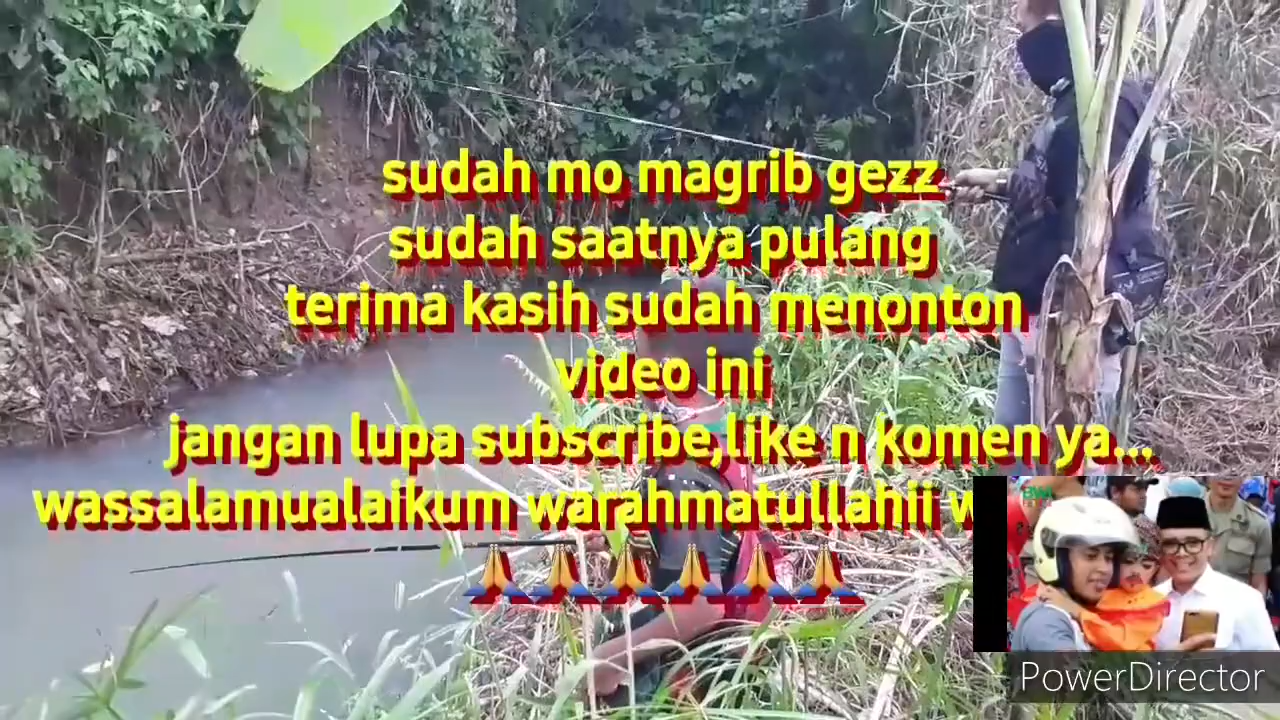 sudah mo magrib gezz
sudah saatnya pulang
terima kasih sudah menonton
video ini
jangan lupa subscribe,like n komen ya...
wassalamualaikum warahmatullahii
🙏🙏🙏🙏🙏🙏
PowerDirector